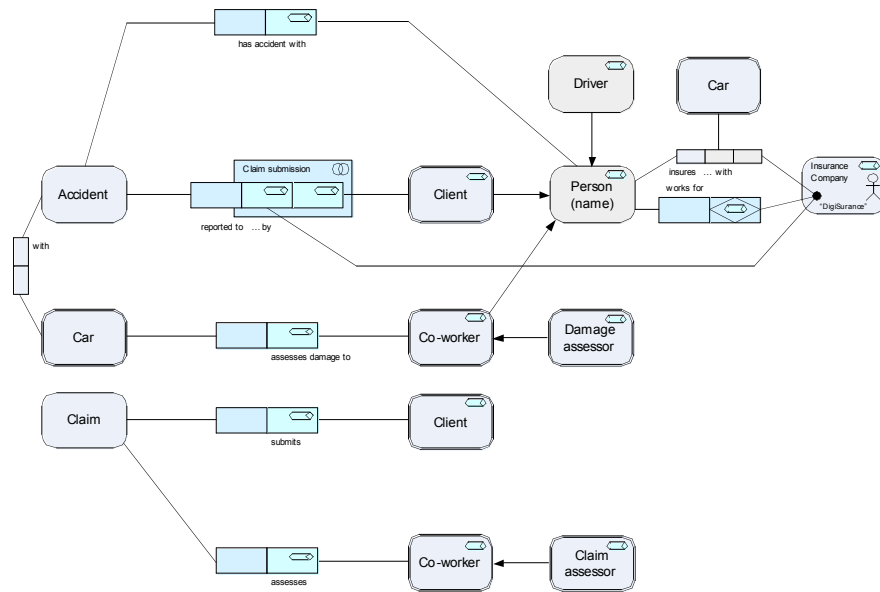 has accident with
Driver
Car
Accident
Claim submission
reported to ... by
Client
Person
(name)
insures ... with
works for
Insurance
Company
"DigiSurance"
with
Car
assesses damage to
Co-worker
Damage
assessor
Claim
submits
Client
assesses
Co-worker
Claim
assessor